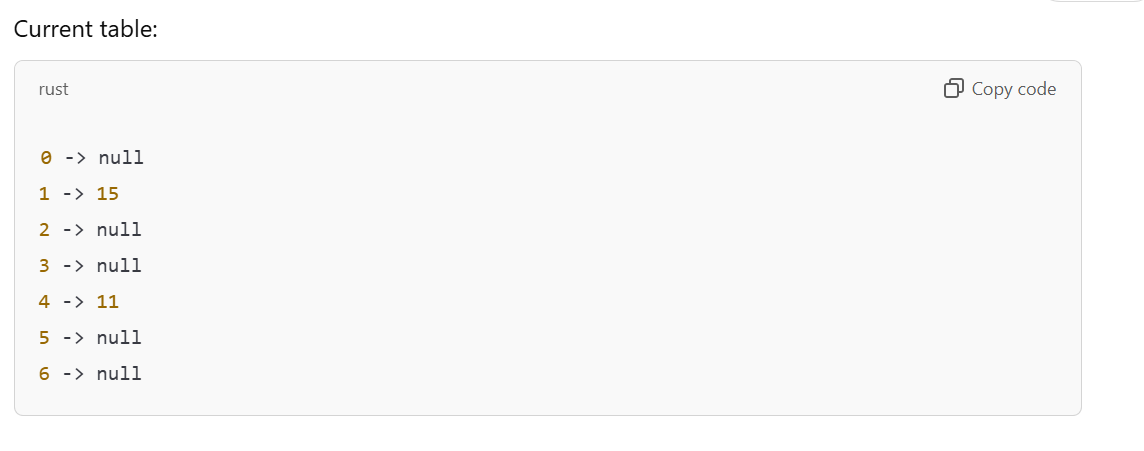 Current table:
rust
Copy code
0 -> null
1 -> 15
2 -> null
3 -> null
4 -> 11
5 -> null
6 -> null